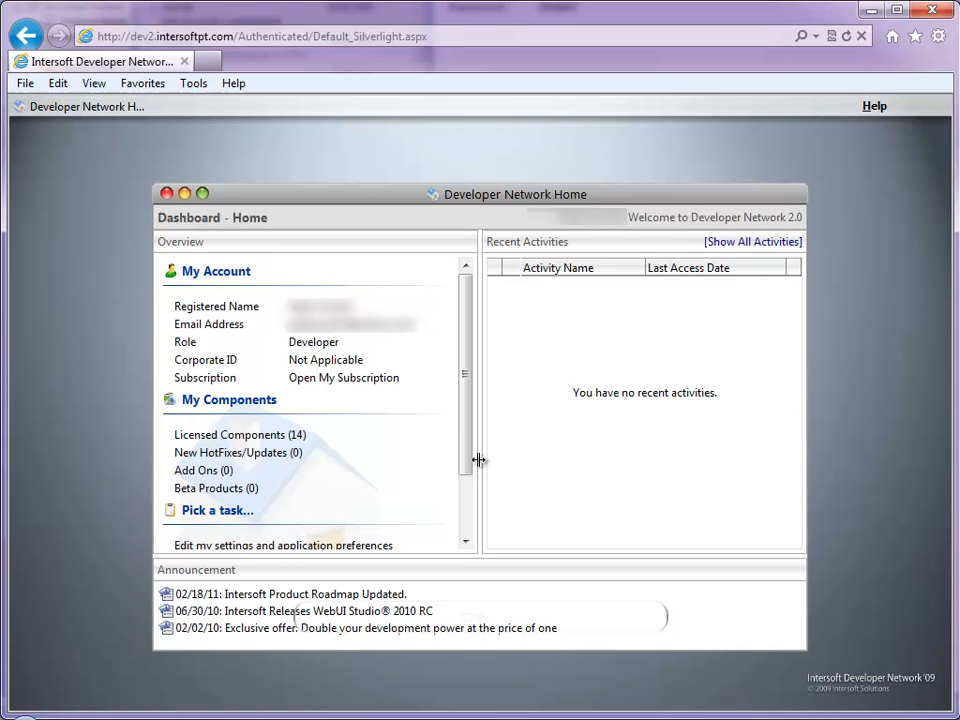 http://dev2.intersoftpt.com/Authenticated/Default_Silverlight.aspx
Intersoft Developer Networ...
File Edit View Favorites Tools Help
Developer Network H... Help
Developer Network Home
Dashboard - Home Welcome to Developer Network 2.0
Overview
My Account
Registered Name
Email Address
Role Developer
Corporate ID Not Applicable
Subscription Open My Subscription
My Components
Licensed Components (14)
New HotFixes/Updates (0)
Add Ons (0)
Beta Products (0)
Pick a task...
Edit my settings and application preferences
Recent Activities [Show All Activities]
Activity Name Last Access Date
You have no recent activities.
Announcement
02/18/11: Intersoft Product Roadmap Updated.
06/30/10: Intersoft Releases WebUI Studio® 2010 RC
02/02/10: Exclusive offer: Double your development power at the price of one
Intersoft Developer Network '09
© 2009 Intersoft Solutions